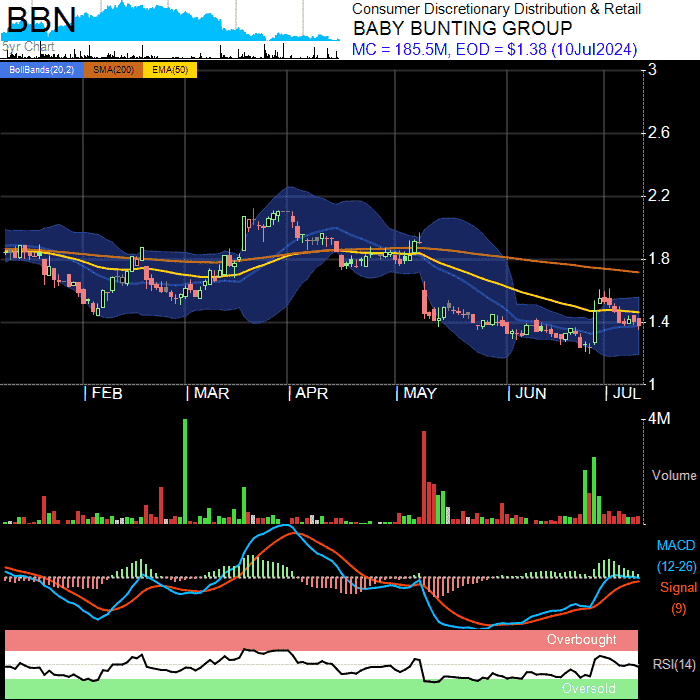 BBN
Consumer Discretionary Distribution & Retail
BABY BUNTING GROUP
5yr Chart
MC = 185.5M, EOD = $1.38 (10Jul2024)
BollBands(20,2) SMA(200) EMA(50)
3
2.6
2.2
1.8
1.4
1
FEB MAR APR MAY JUN JUL
4M
Volume
MACD
(12-26)
Signal
(9)
Overbought
RSI(14)
Oversold